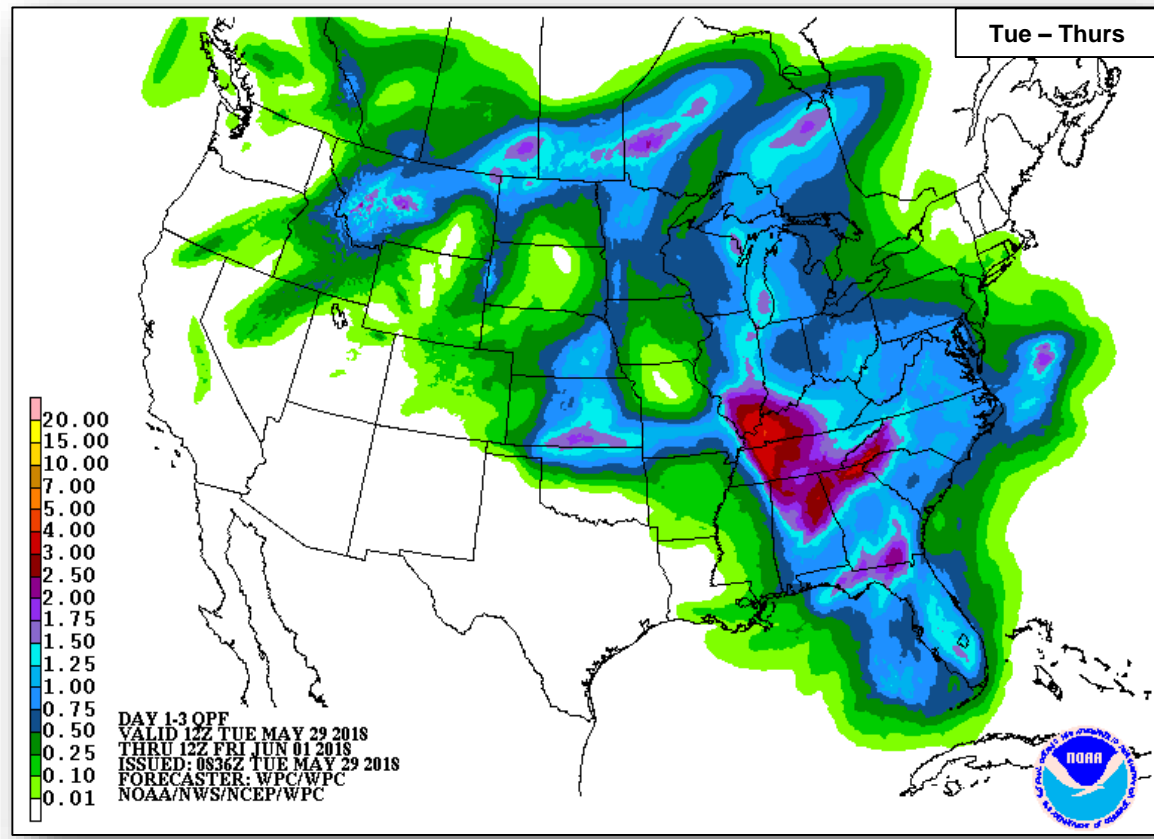 Tue – Thurs
20.00
15.00
10.00
7.00
5.00
4.00
3.00
2.50
2.00
1.75
1.50
1.25
1.00
0.75
0.50
0.25
0.10
0.01
DAY 1-3 QPF
VALID 12Z TUE MAY 29 2018
THRU 12Z FRI JUN 01 2018
ISSUED: 0836Z TUE MAY 29 2018
FORECASTER: WPC/WPC
NOAA/NWS/NCEP/WPC
NOAA